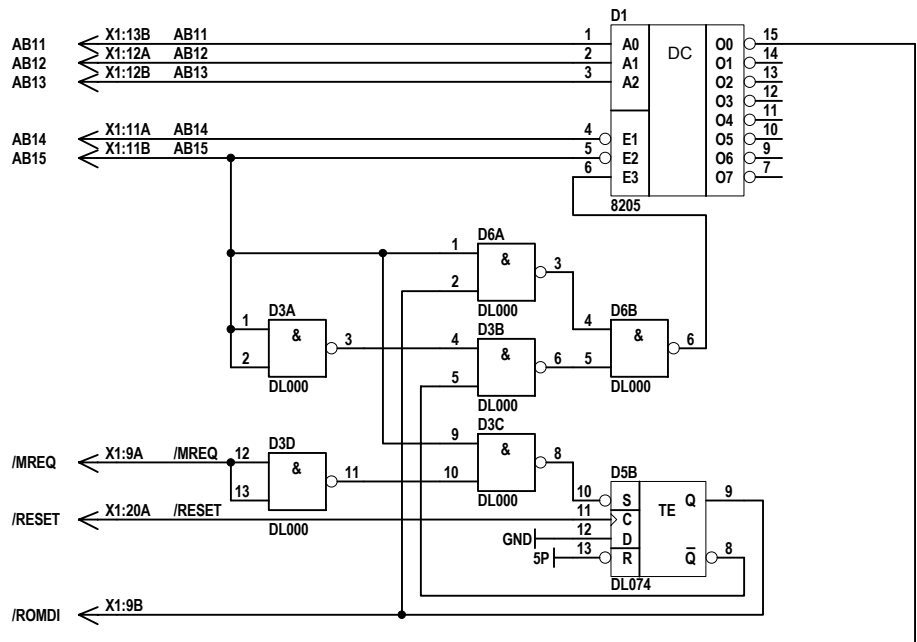 D1
AB11 X1:13B AB11 1 A0 DC O0 15
AB12 X1:12A AB12 2 A1 O1 14
AB13 X1:12B AB13 3 A2 O2 13
O3 12
O4 11
AB14 X1:11A AB14 4 E1 O5 10
AB15 X1:11B AB15 5 E2 O6 9
6 E3 O7 7
8205
D6A
1 & 3
2
DL000
D3A
1 & 3
2
DL000
D3B
4 & 6
5
DL000
D6B
4 & 6
5
DL000
D3C
9 & 8
10
DL000
/MREQ X1:9A /MREQ
D3D
12 & 11
13
DL000
/RESET X1:20A /RESET
D5B
10 S TE Q 9
11 C
GND 12 D
5P 13 R Q 8
DL074
/ROMDI X1:9B